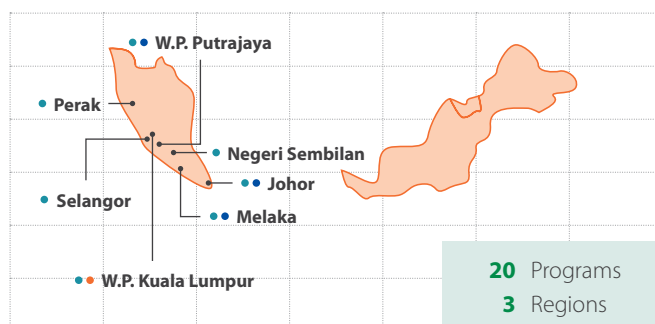 W.P. Putrajaya
Perak
Negeri Sembilan
Johor
Selangor
Melaka
W.P. Kuala Lumpur
20 Programs
3 Regions